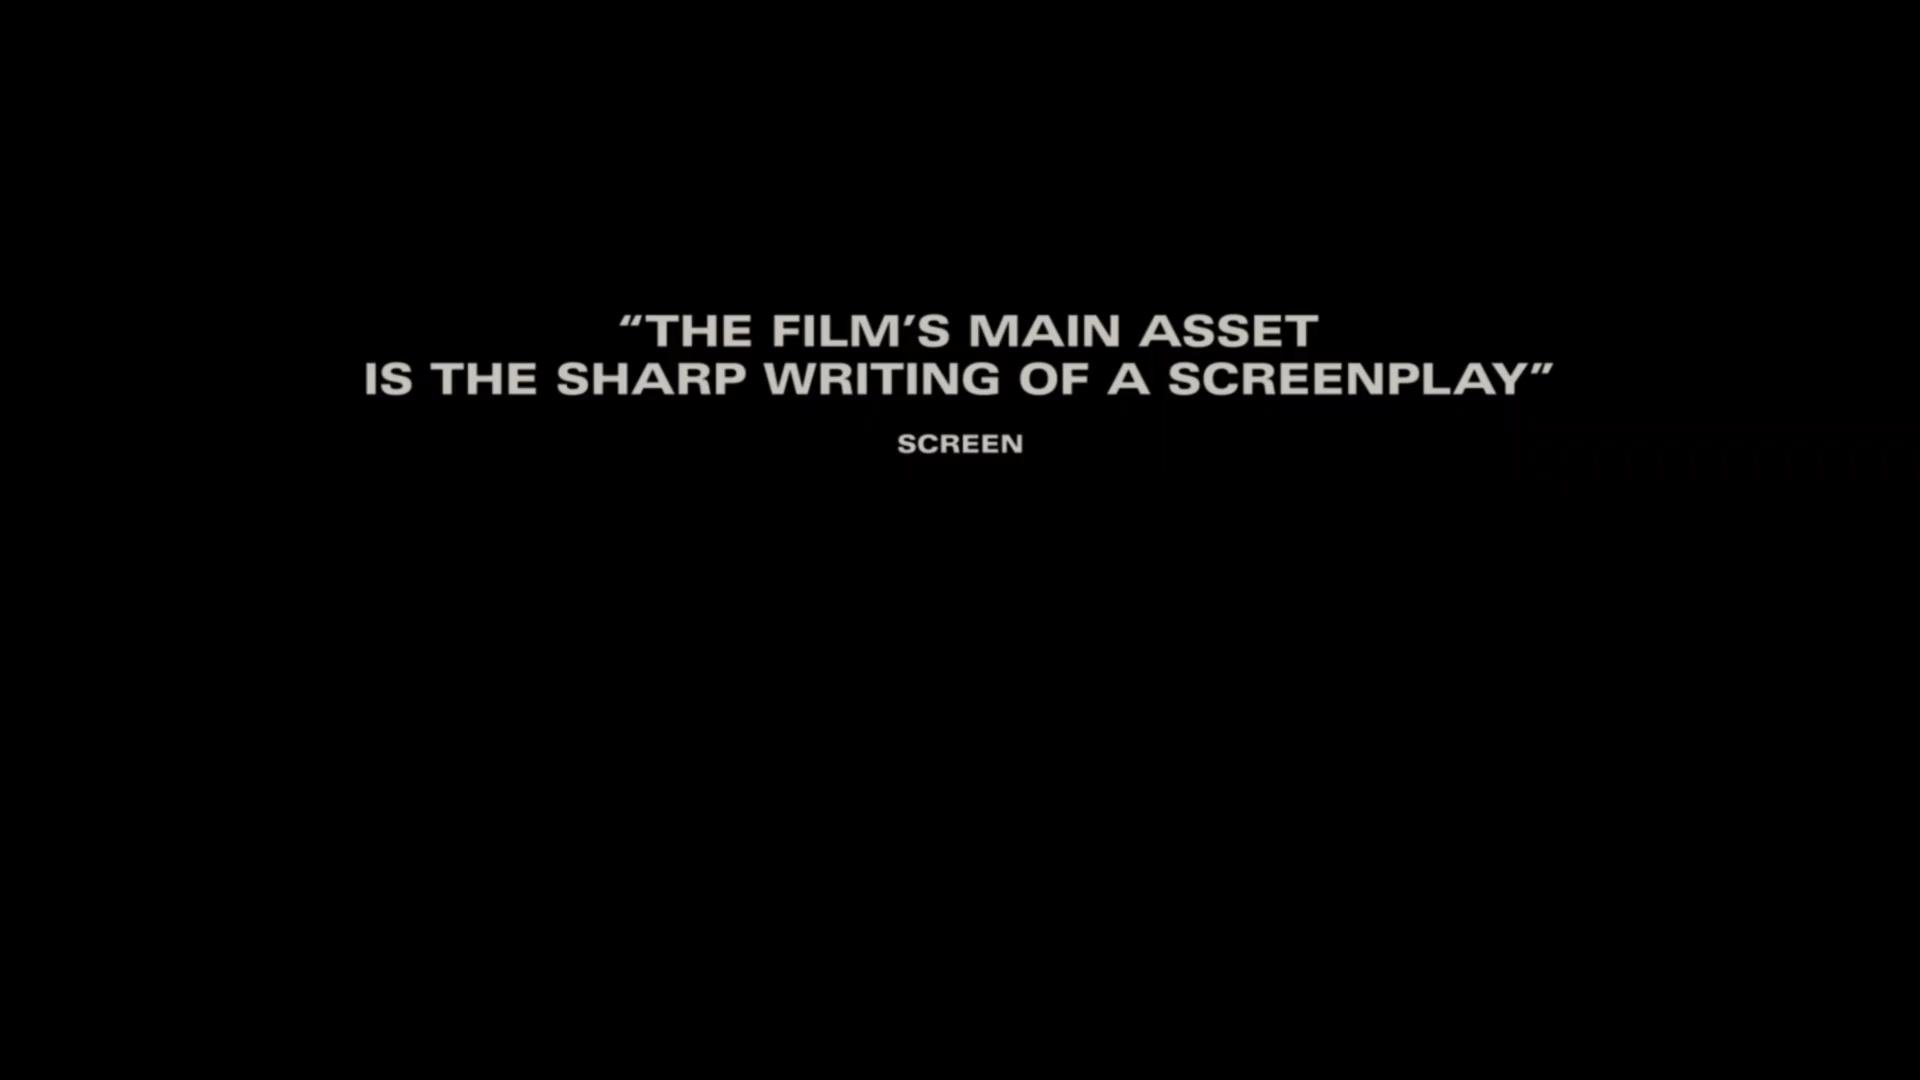 “THE FILM’S MAIN ASSET
IS THE SHARP WRITING OF A SCREENPLAY”
SCREEN